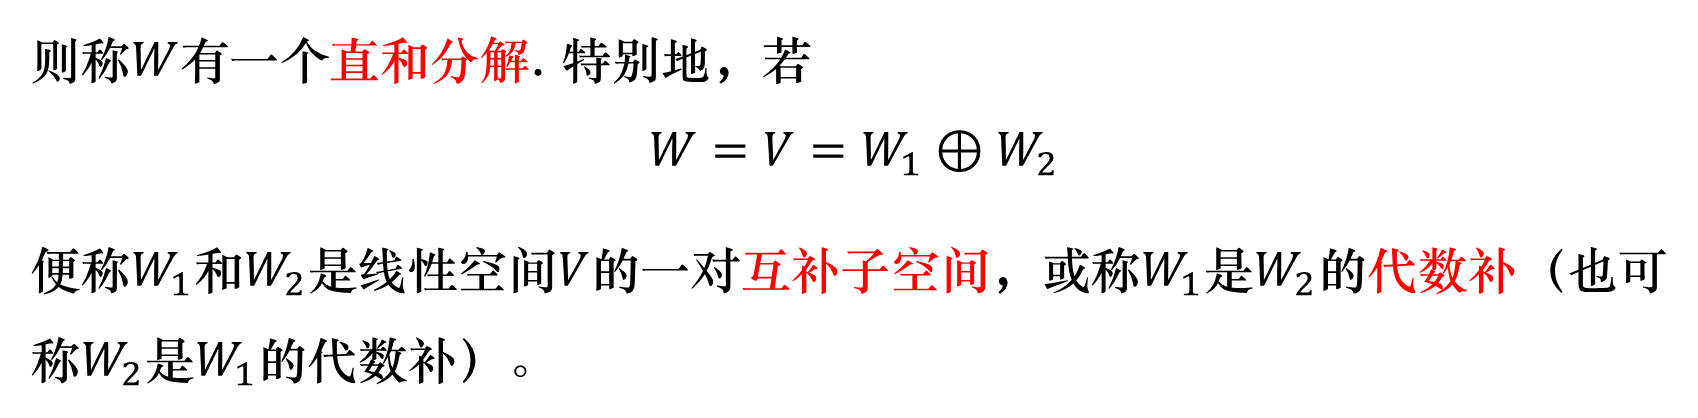 则称W有一个直和分解. 特别地，若
W = V = W₁ ⊕ W₂
便称W₁和W₂是线性空间V的一对互补子空间，或称W₁是W₂的代数补（也可
称W₂是W₁的代数补）。